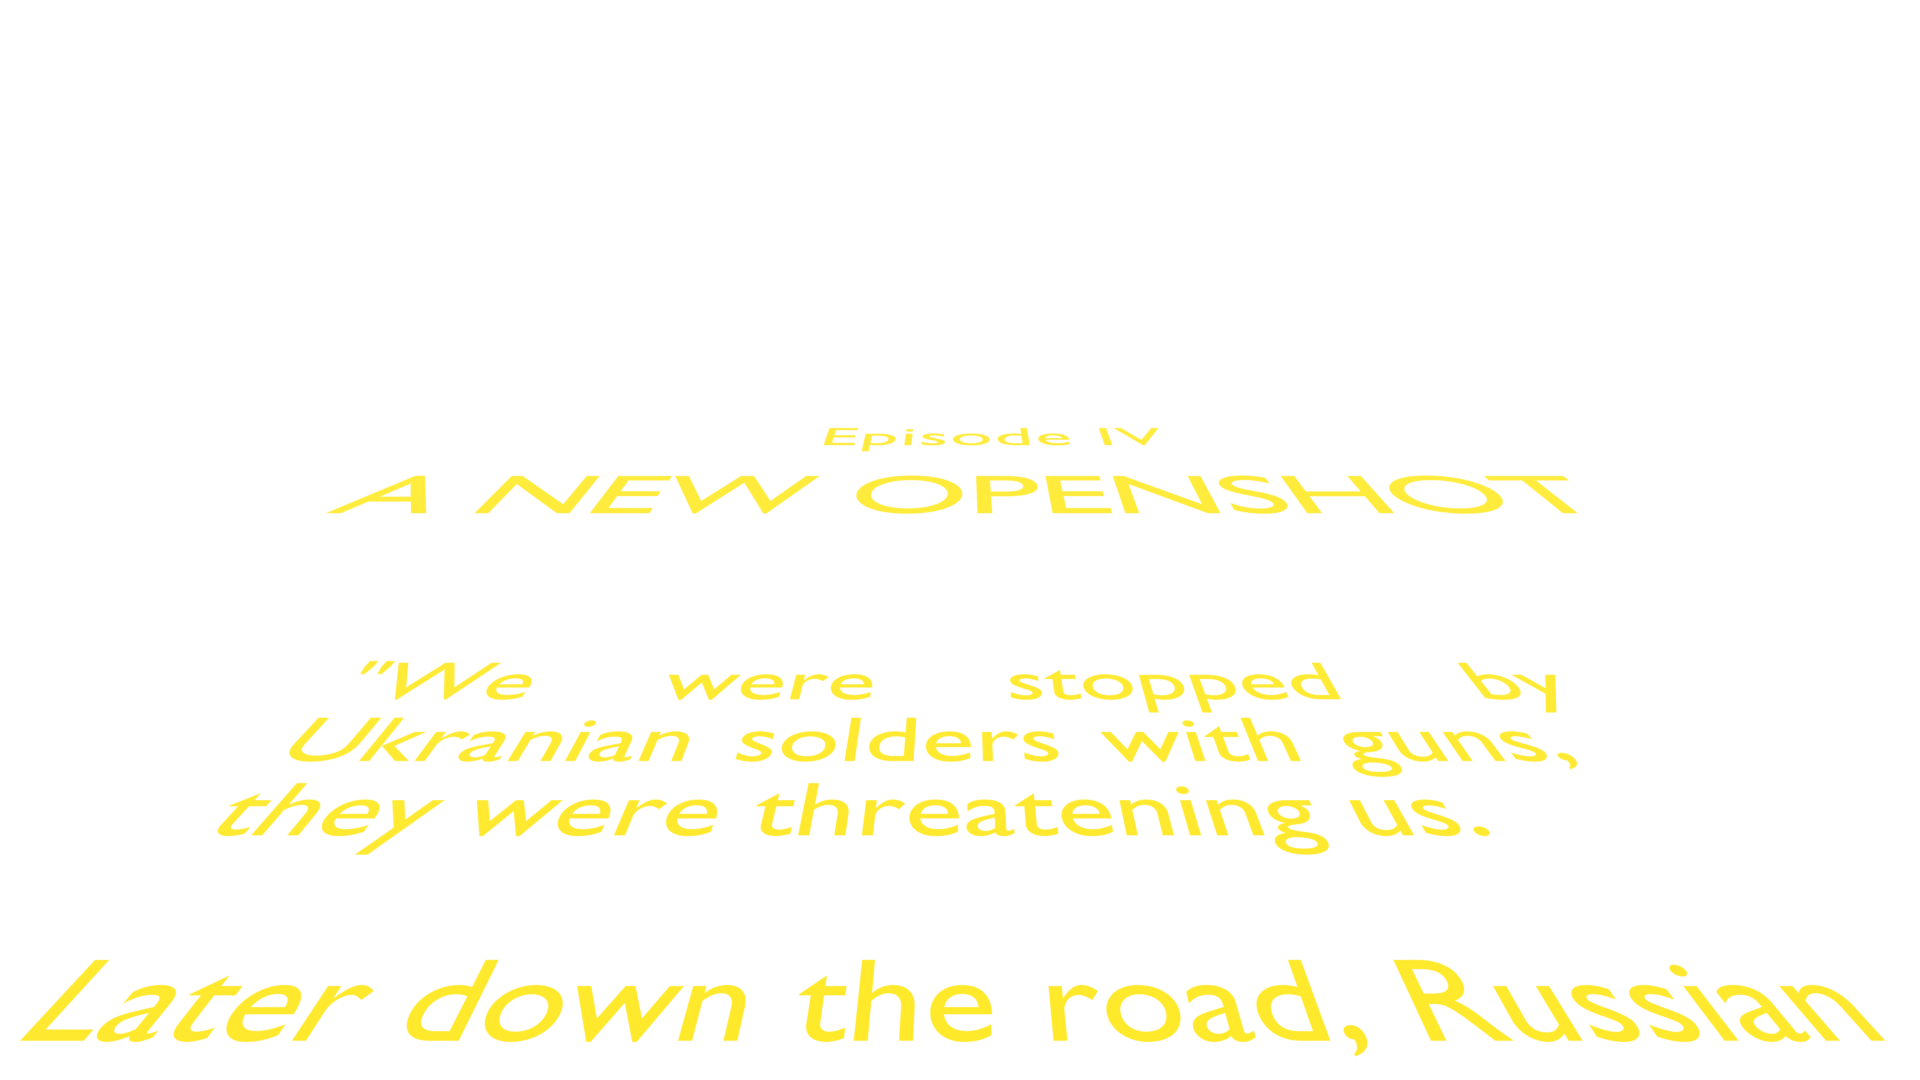 Episode IV
A NEW OPENSHOT
"We were stopped by
Ukranian solders with guns,
they were threatening us.
Later down the road, Russian